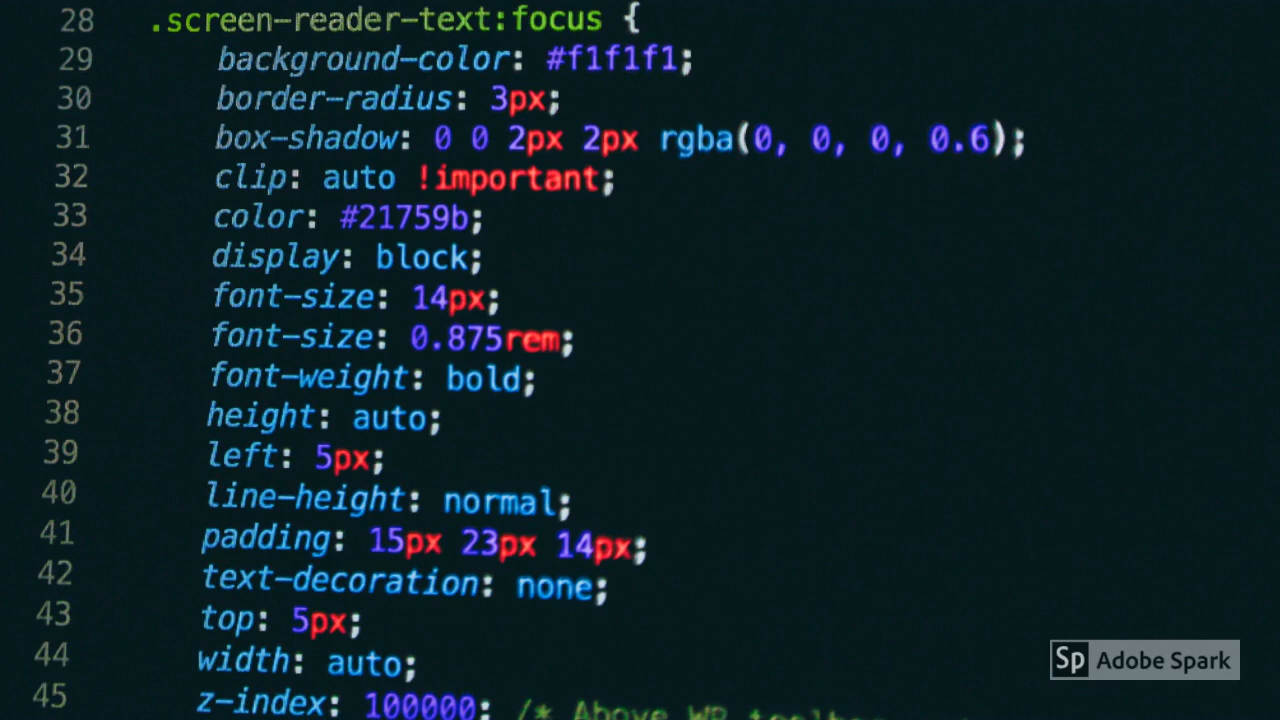 28 .screen-reader-text:focus {
29 background-color: #f1f1f1;
30 border-radius: 3px;
31 box-shadow: 0 0 2px 2px rgba(0, 0, 0, 0.6);
32 clip: auto !important;
33 color: #21759b;
34 display: block;
35 font-size: 14px;
36 font-size: 0.875rem;
37 font-weight: bold;
38 height: auto;
39 left: 5px;
40 line-height: normal;
41 padding: 15px 23px 14px;
42 text-decoration: none;
43 top: 5px;
44 width: auto;
45 z-index: 100000; /* Above WP
Sp Adobe Spark